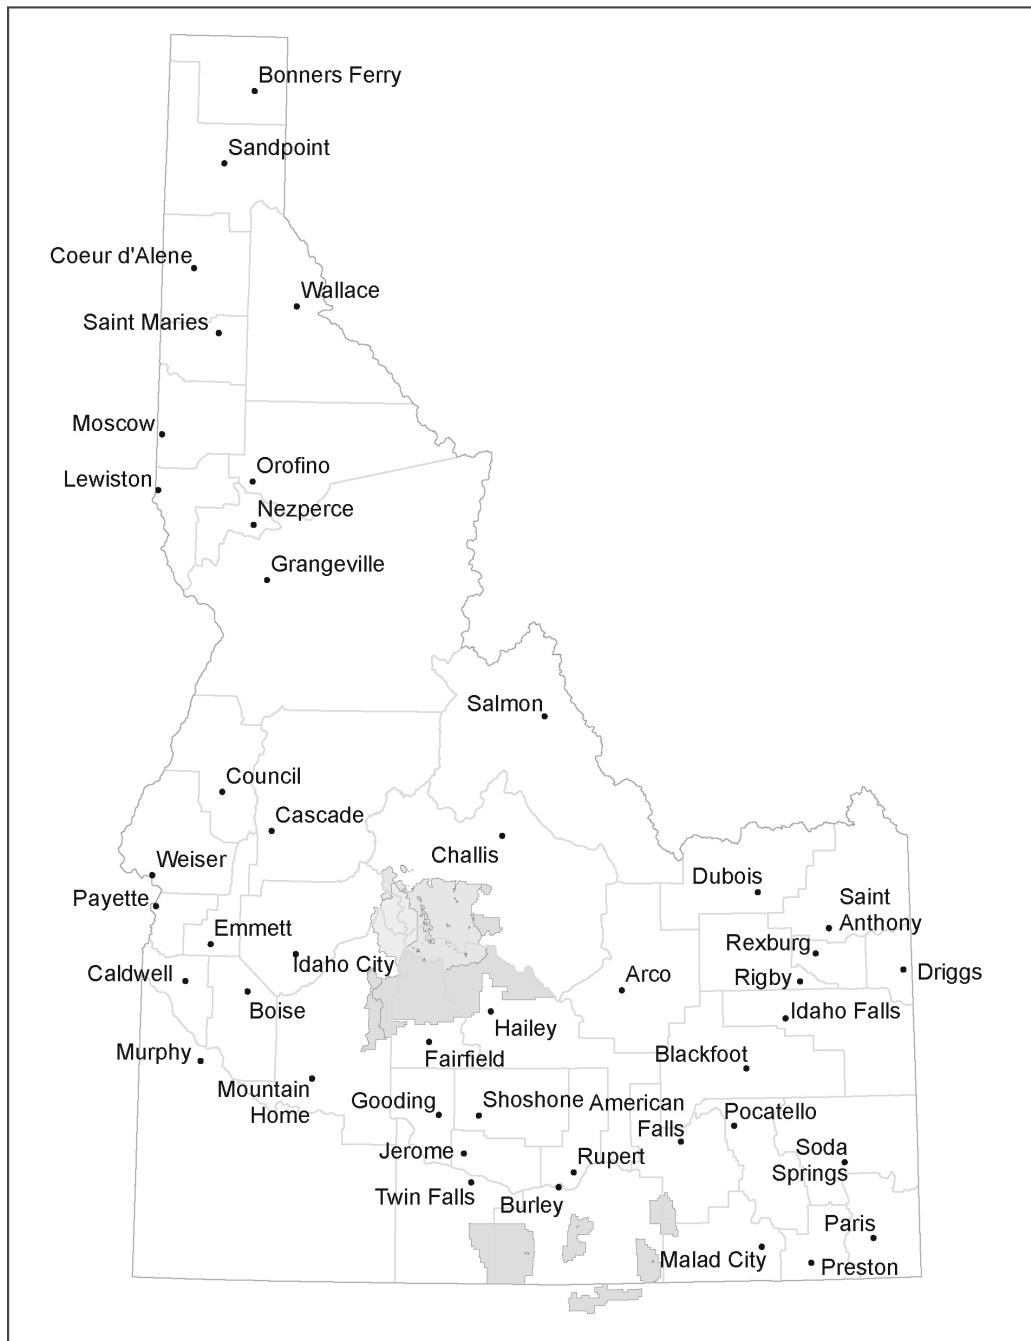 Bonners Ferry
Sandpoint
Coeur d'Alene
Wallace
Saint Maries
Moscow
Orofino
Lewiston
Nezperce
Grangeville
Salmon
Council
Cascade
Challis
Weiser
Payette
Dubois
Saint
Anthony
Emmett
Rexburg
Idaho City
Caldwell
Arco
Rigby
Driggs
Boise
Hailey
Idaho Falls
Murphy
Fairfield
Blackfoot
Mountain
Home
Gooding
Shoshone
American
Falls
Pocatello
Jerome
Rupert
Soda
Springs
Twin Falls
Burley
Paris
Malad City
Preston